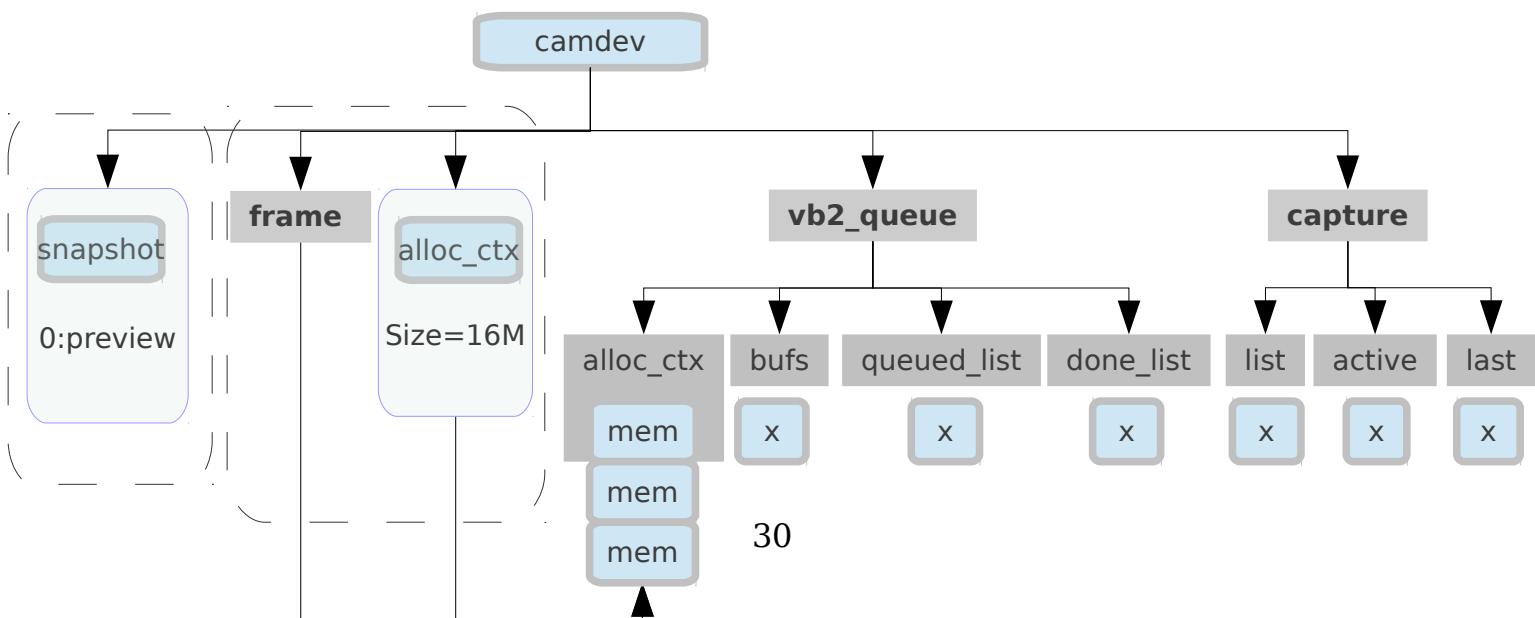 camdev
snapshot
0:preview
frame
alloc_ctx
Size=16M
vb2_queue
capture
alloc_ctx
bufs
queued_list
done_list
list
active
last
mem
x
x
x
x
x
x
mem
mem
30